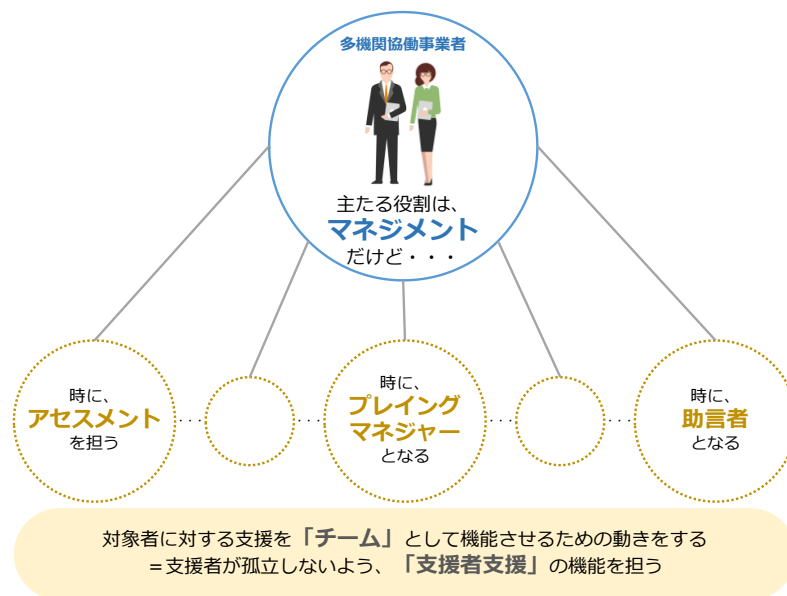 多機関協働事業者
主たる役割は、
マネジメント
だけど・・・
時に、
アセスメント
を担う
・・・
・・・
時に、
プレイング
マネジャー
となる
・・・
・・・
時に、
助言者
となる
対象者に対する支援を「チーム」として機能させるための動きをする
＝支援者が孤立しないよう、「支援者支援」の機能を担う